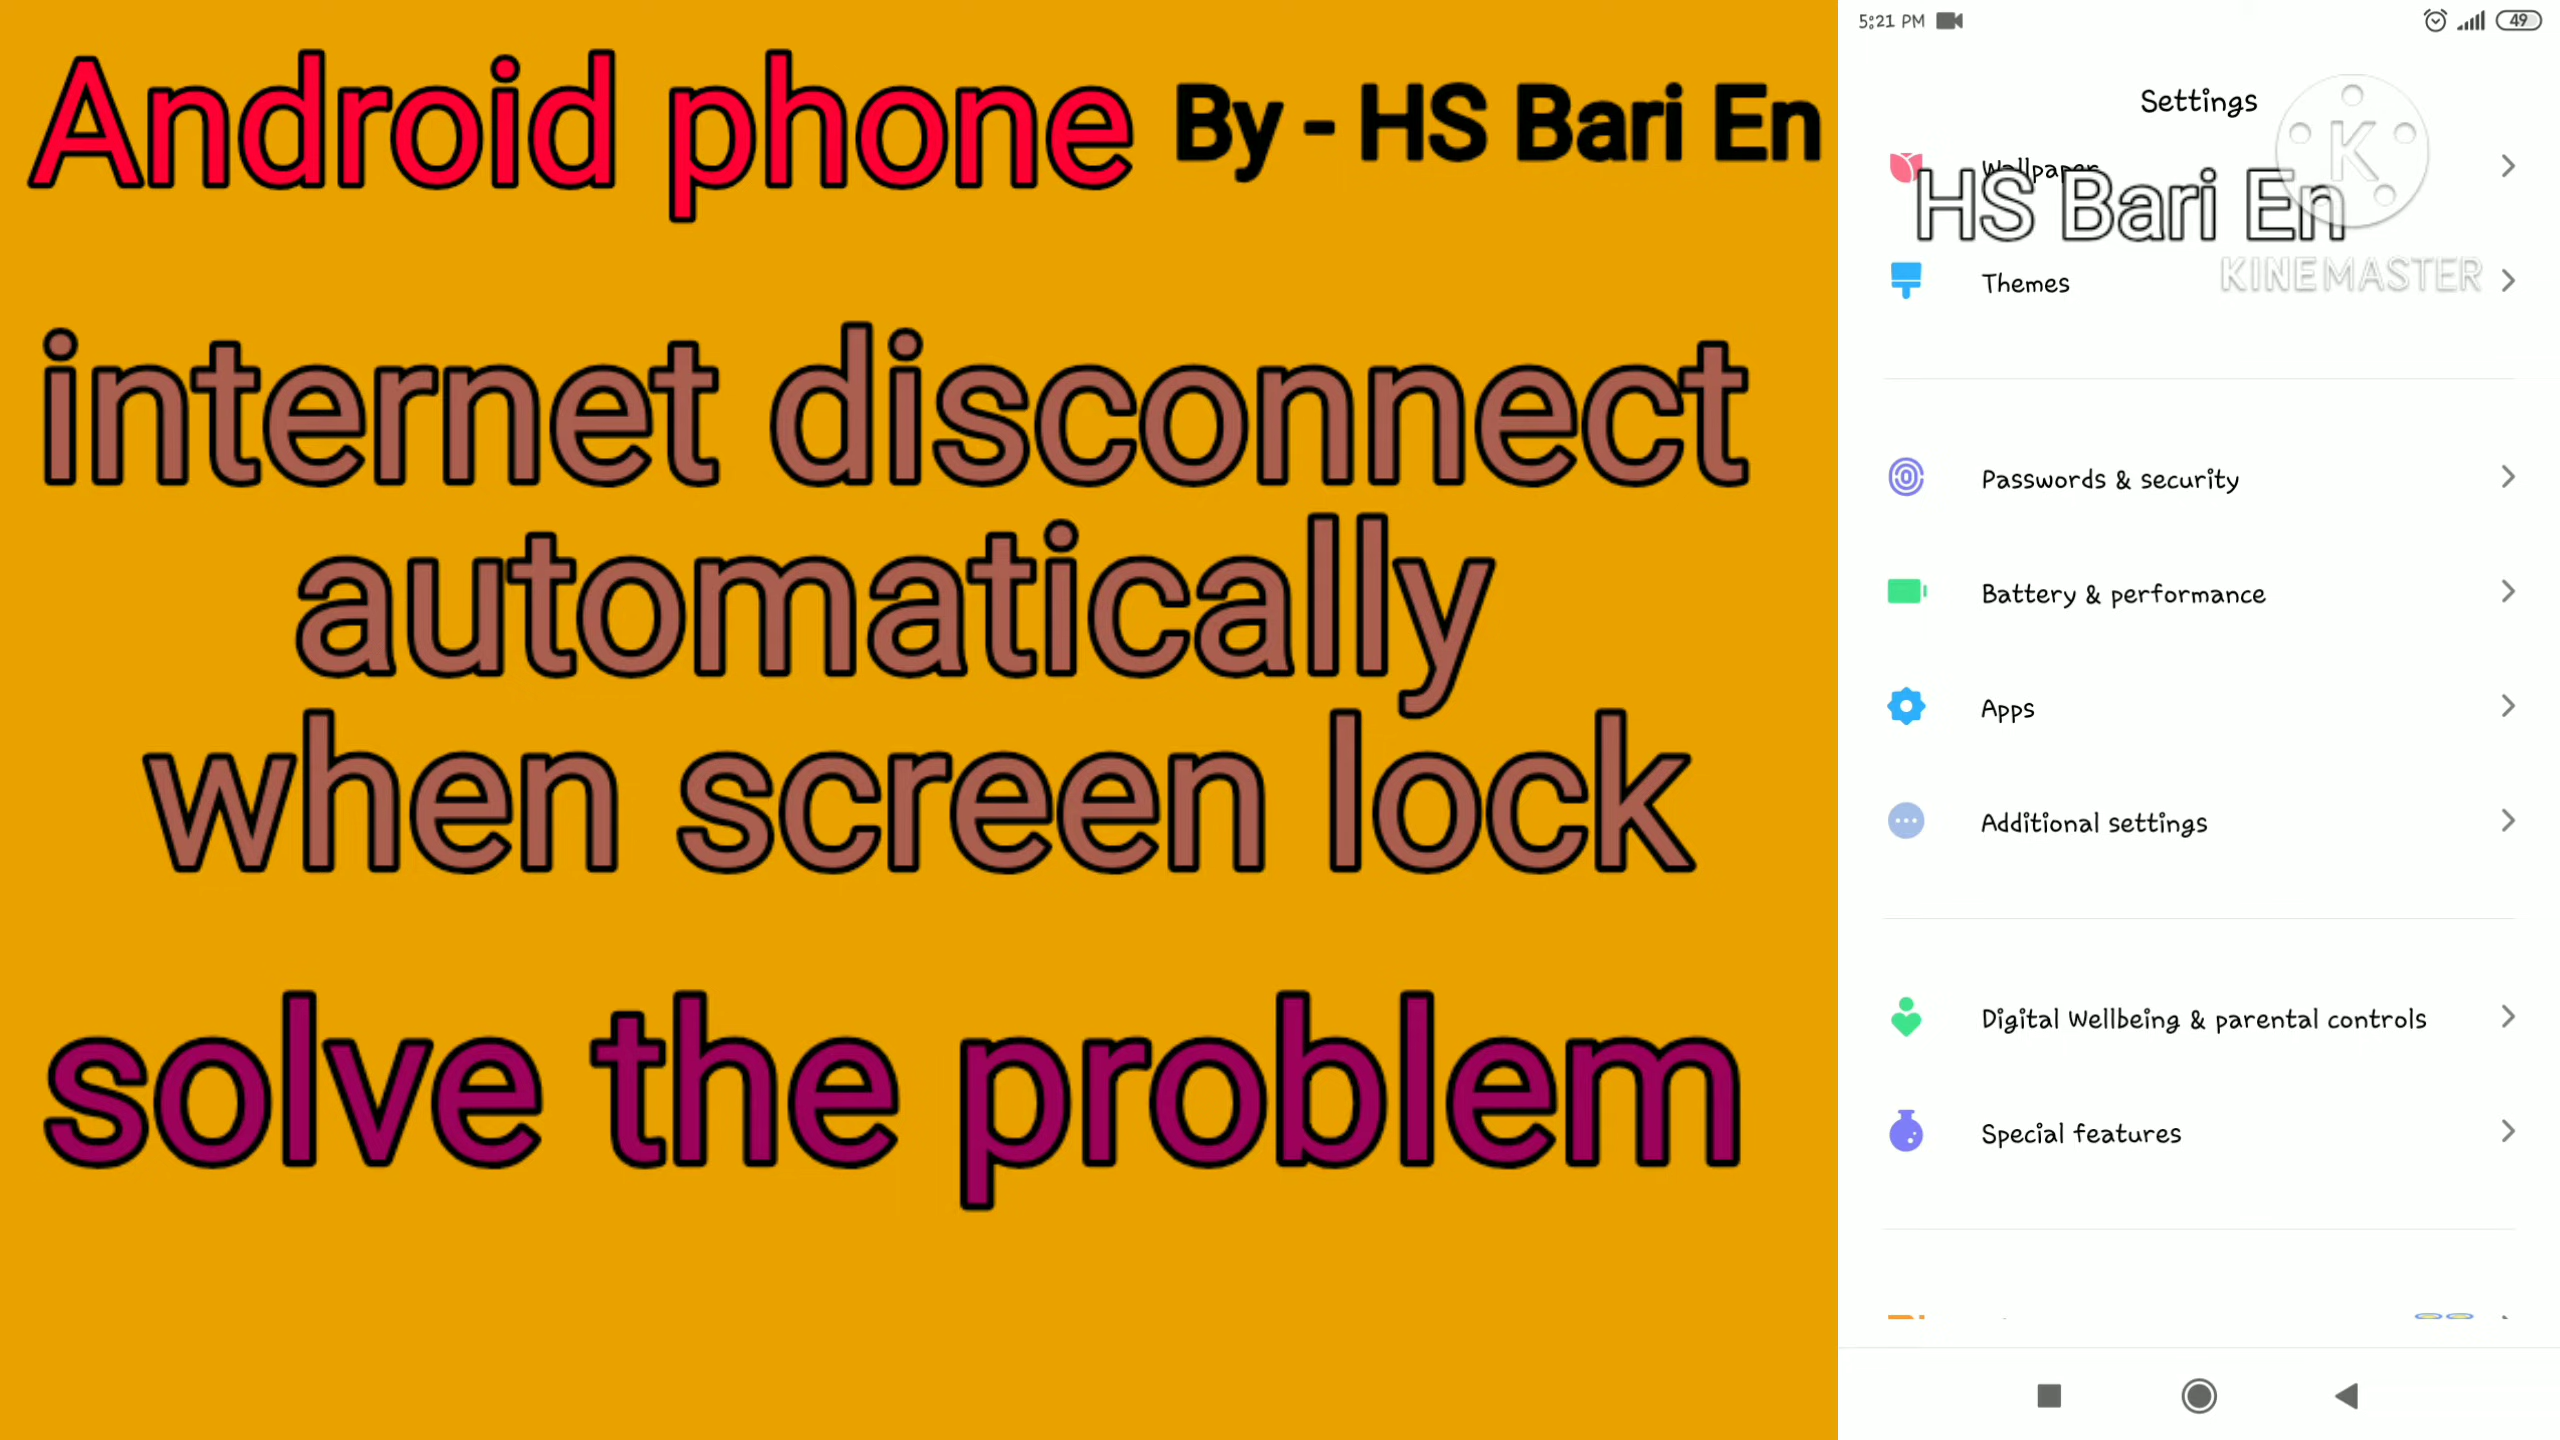 Android phone By - HS Bari En
internet disconnect
automatically
when screen lock
solve the problem
5:21 PM
49
Settings
Wallpaper
HS Bari En
KINEMASTER
Themes
Passwords & security
Battery & performance
Apps
Additional settings
Digital Wellbeing & parental controls
Special features